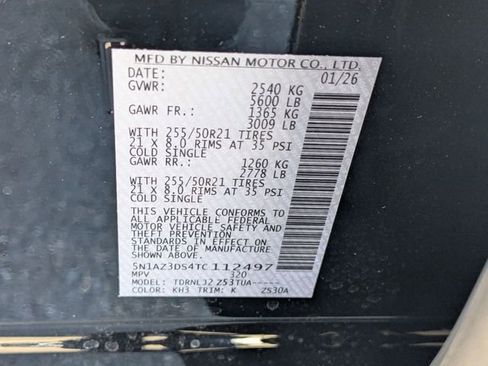 MFD BY NISSAN MOTOR CO., LTD.
DATE: 01/26
GVWR: 2540 KG
5600 LB
GAWR FR.: 1365 KG
3009 LB
WITH 255/50R21 TIRES
21 X 8.0 RIMS AT 35 PSI
COLD SINGLE
GAWR RR.: 1260 KG
2778 LB
WITH 255/50R21 TIRES
21 X 8.0 RIMS AT 35 PSI
COLD SINGLE
THIS VEHICLE CONFORMS TO
ALL APPLICABLE FEDERAL
MOTOR VEHICLE SAFETY AND
THEFT PREVENTION
STANDARDS IN EFFECT ON
THE DATE OF MANUFACTURE
SHOWN ABOVE.
5N1AZ3DS4TC112497
MPV 320
MODEL: TDRNLJ2Z53TUA-----
COLOR: KH3 TRIM: K ZS30A